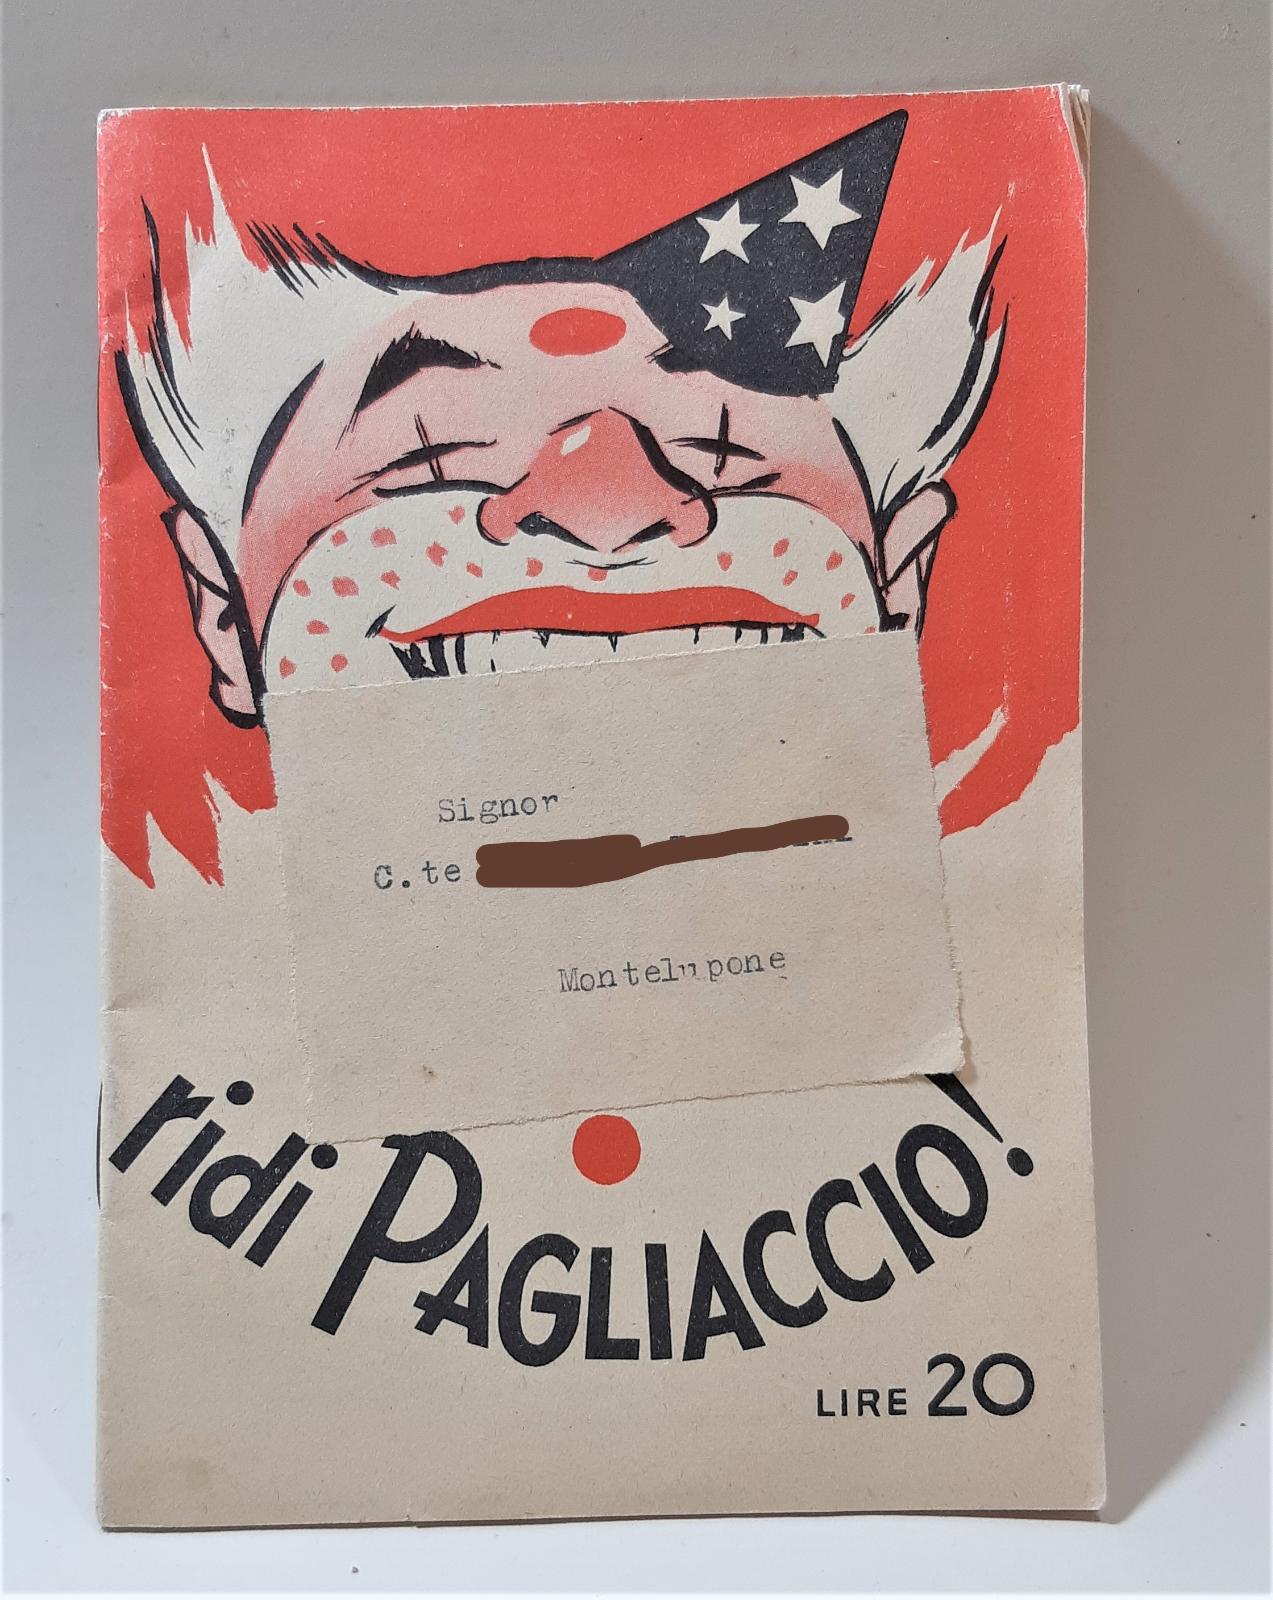 Signor
C.te
Montelupone
ridi PAGLIACCIO!
LIRE 20